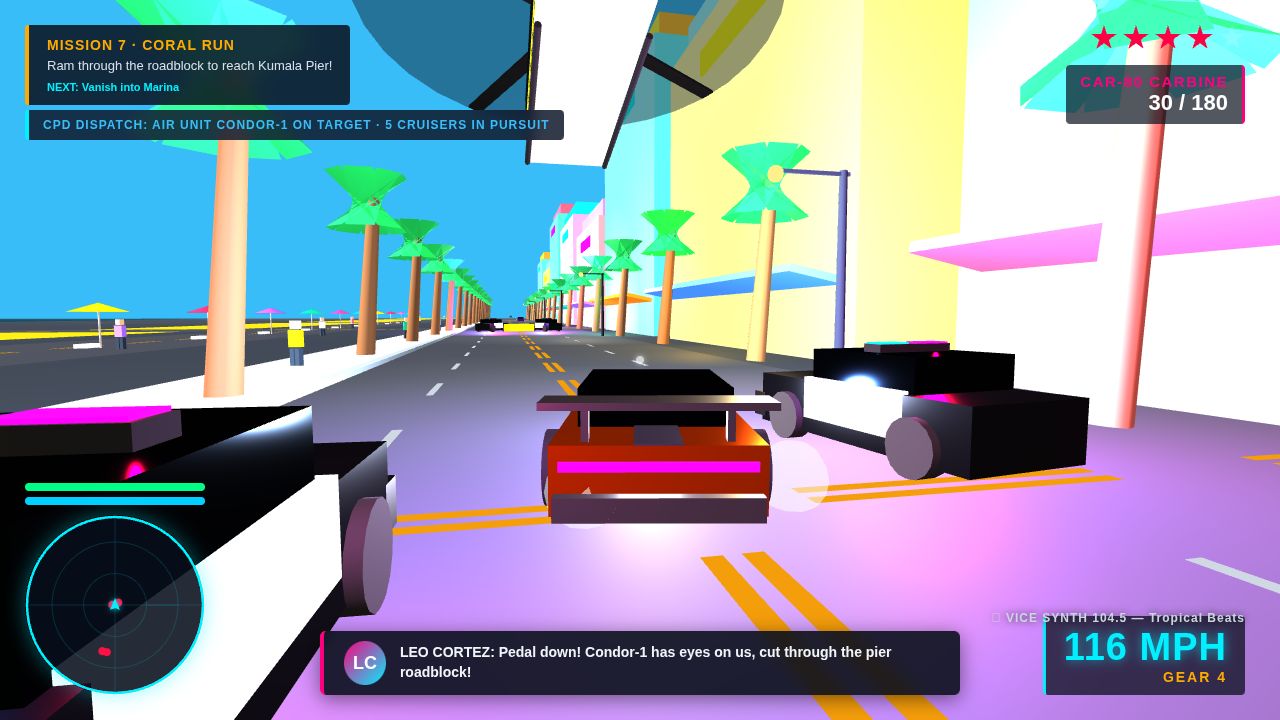 MISSION 7 · CORAL RUN
Ram through the roadblock to reach Kumala Pier!
NEXT: Vanish into Marina
CPD DISPATCH: AIR UNIT CONDOR-1 ON TARGET · 5 CRUISERS IN PURSUIT
★★★★
CAR-80 CARBINE
30 / 180
LC
LEO CORTEZ: Pedal down! Condor-1 has eyes on us, cut through the pier
roadblock!
VICE SYNTH 104.5 — Tropical Beats
116 MPH
GEAR 4